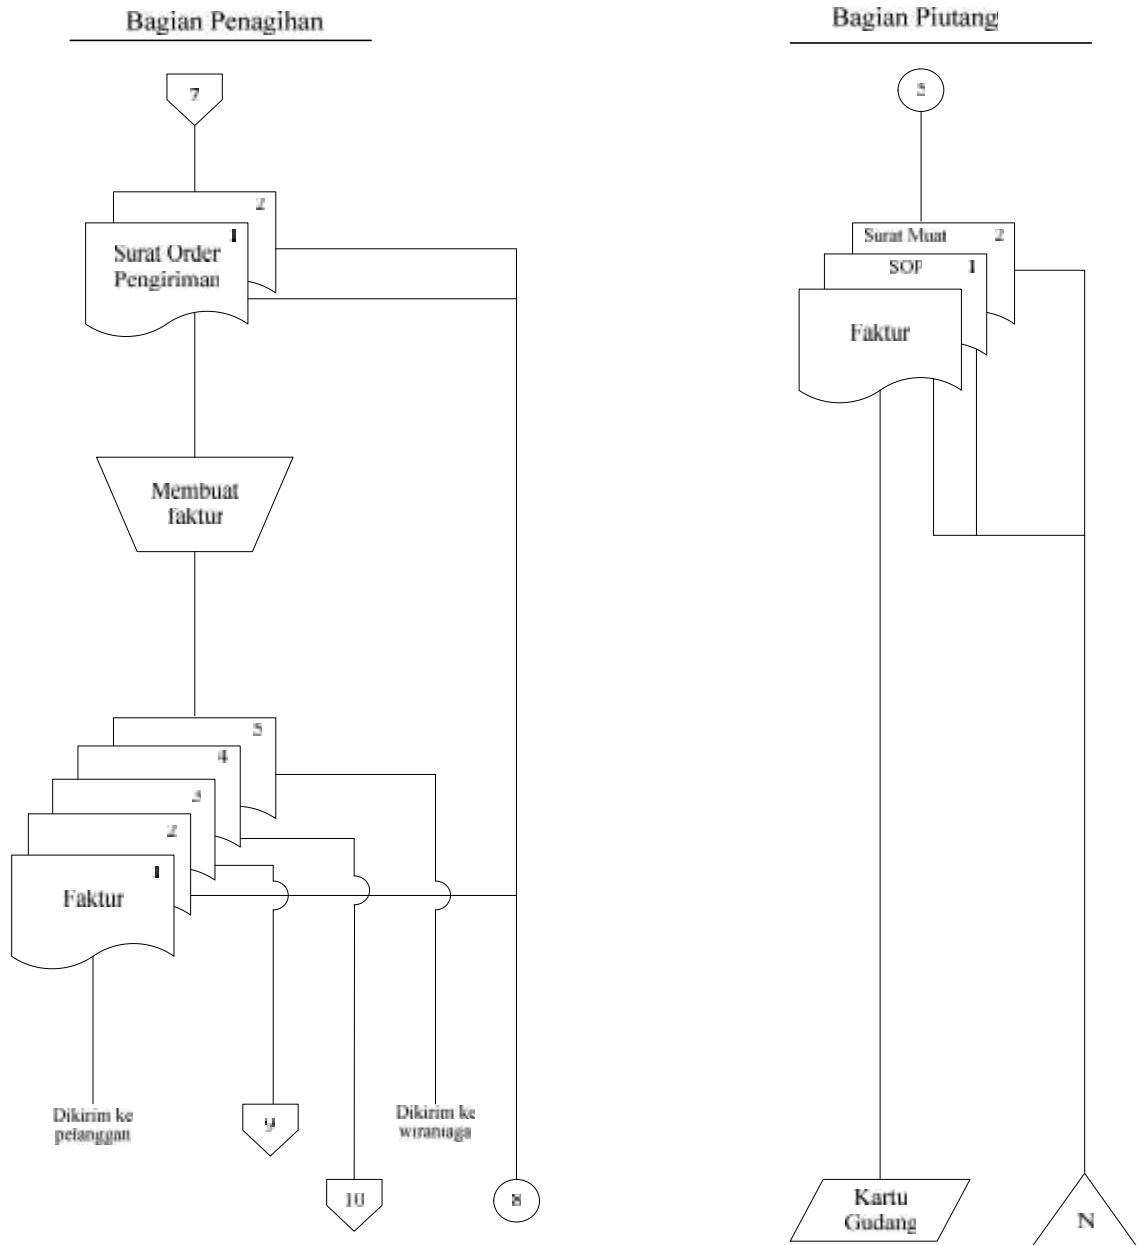 Bagian Penagihan
7
2
1
Surat Order
Pengiriman
Membuat
faktur
5
4
3
2
1
Faktur
Dikirim ke
pelanggan
9
10
Dikirim ke
wiraniaga
8
Bagian Piutang
Surat Muat 2
SOP 1
Faktur
Kartu
Gudang
N